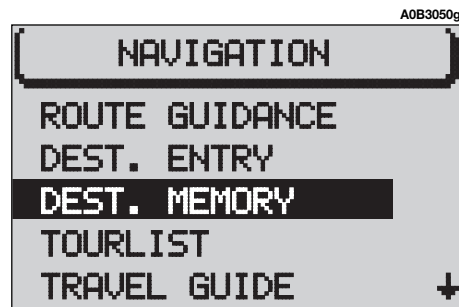 A0B3050g
NAVIGATION
ROUTE GUIDANCE
DEST. ENTRY
DEST. MEMORY
TOURLIST
TRAVEL GUIDE